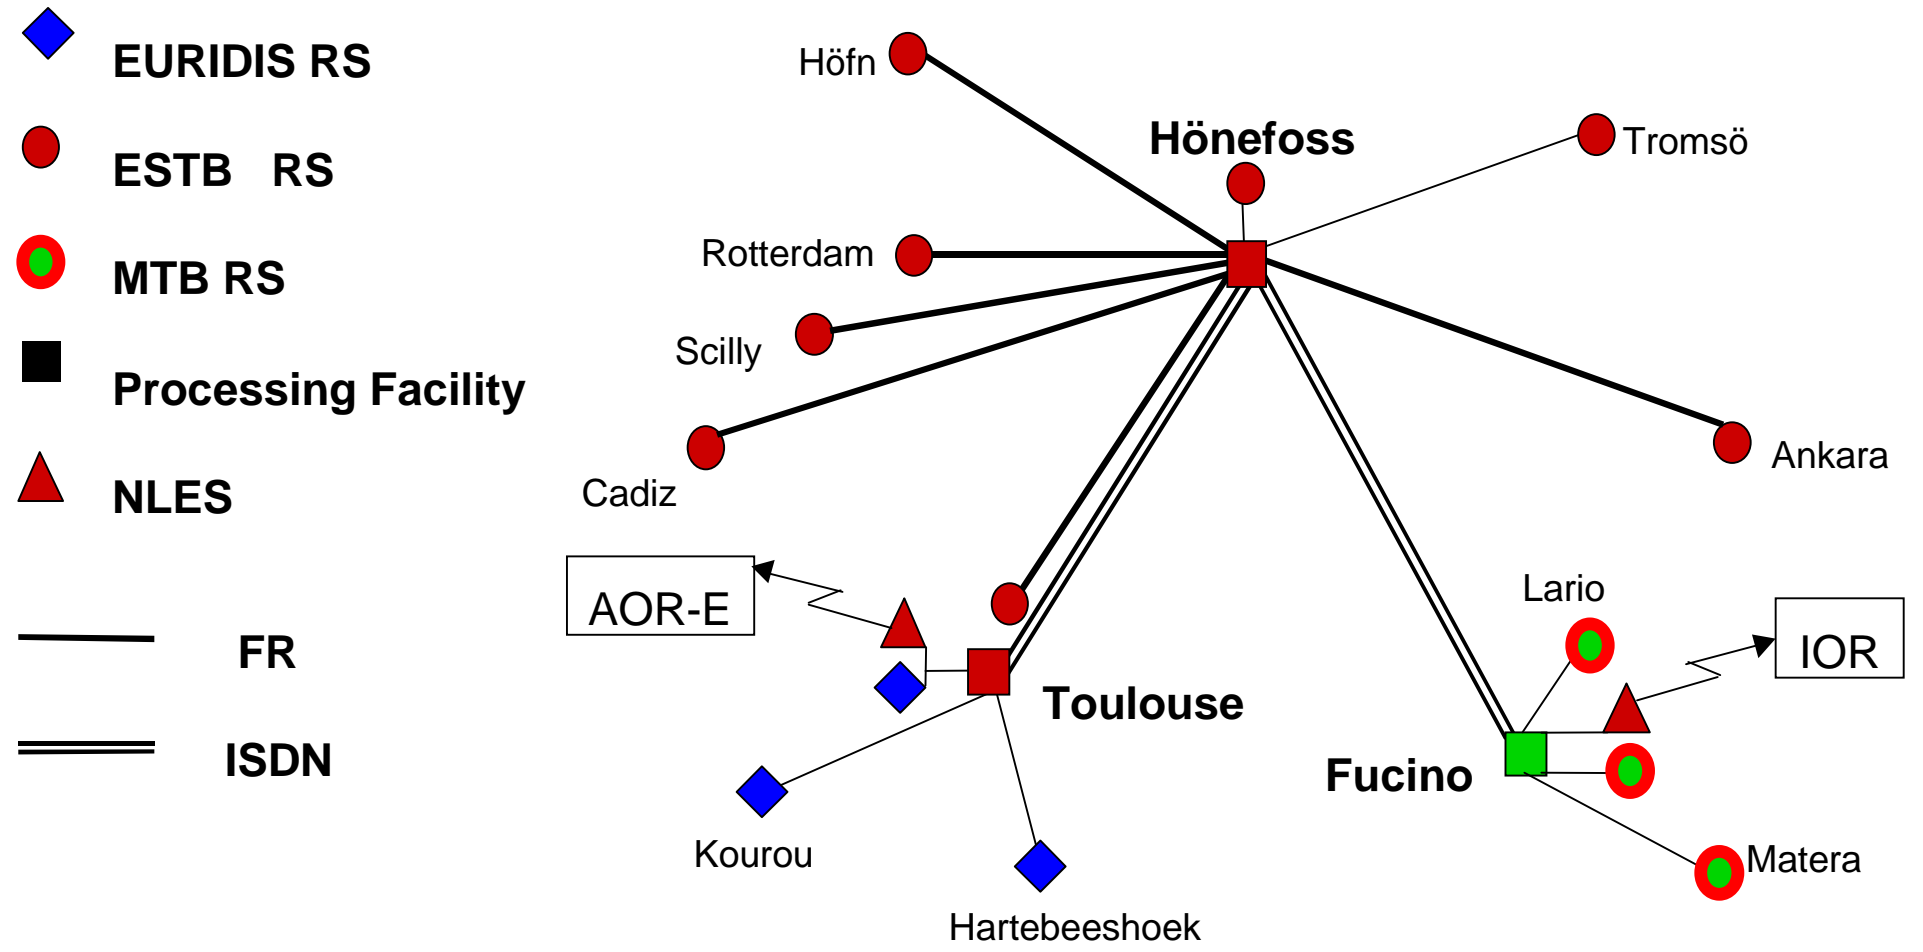 EURIDIS RS
ESTB RS
MTB RS
Processing Facility
NLES
FR
ISDN
Höfn
Hönefoss
Tromsö
Rotterdam
Scilly
Cadiz
Ankara
AOR-E
Lario
IOR
Toulouse
Fucino
Kourou
Matera
Hartebeeshoek